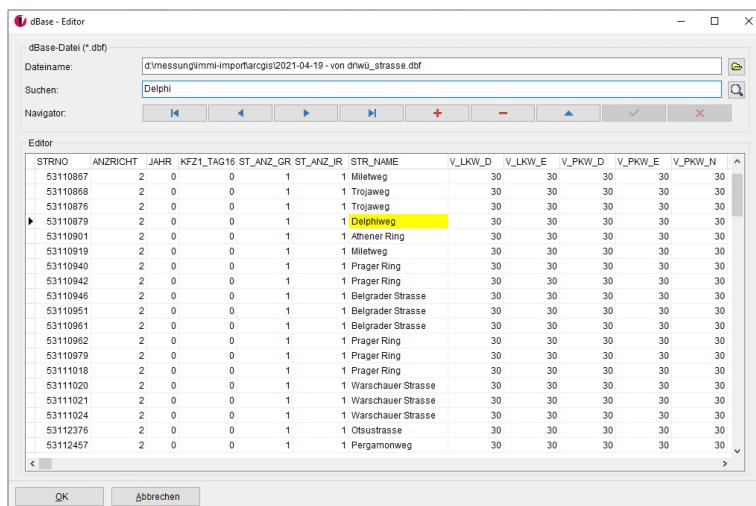 dBase - Editor
dBase-Datei (*.dbf)
Dateiname: d:\messung\immi-import\arcgis\2021-04-19 - von dr\wü_strasse.dbf
Suchen: Delphi
Navigator:
Editor
STRNO ANZRICHT JAHR KFZ1_TAG16 ST_ANZ_GR ST_ANZ_IR STR_NAME V_LKW_D V_LKW_E V_PKW_D V_PKW_E V_PKW_N
53110867 2 0 0 1 1 Miletweg 30 30 30 30 30
53110868 2 0 0 1 1 Trojaweg 30 30 30 30 30
53110876 2 0 0 1 1 Trojaweg 30 30 30 30 30
53110879 2 0 0 1 1 Delphiweg 30 30 30 30 30
53110901 2 0 0 1 1 Athener Ring 30 30 30 30 30
53110919 2 0 0 1 1 Miletweg 30 30 30 30 30
53110940 2 0 0 1 1 Prager Ring 30 30 30 30 30
53110942 2 0 0 1 1 Prager Ring 30 30 30 30 30
53110946 2 0 0 1 1 Belgrader Strasse 30 30 30 30 30
53110951 2 0 0 1 1 Belgrader Strasse 30 30 30 30 30
53110961 2 0 0 1 1 Belgrader Strasse 30 30 30 30 30
53110962 2 0 0 1 1 Prager Ring 30 30 30 30 30
53110979 2 0 0 1 1 Prager Ring 30 30 30 30 30
53111018 2 0 0 1 1 Prager Ring 30 30 30 30 30
53111020 2 0 0 1 1 Warschauer Strasse 30 30 30 30 30
53111021 2 0 0 1 1 Warschauer Strasse 30 30 30 30 30
53111024 2 0 0 1 1 Warschauer Strasse 30 30 30 30 30
53112376 2 0 0 1 1 Otsustrasse 30 30 30 30 30
53112457 2 0 0 1 1 Pergamonweg 30 30 30 30 30
OK Abbrechen